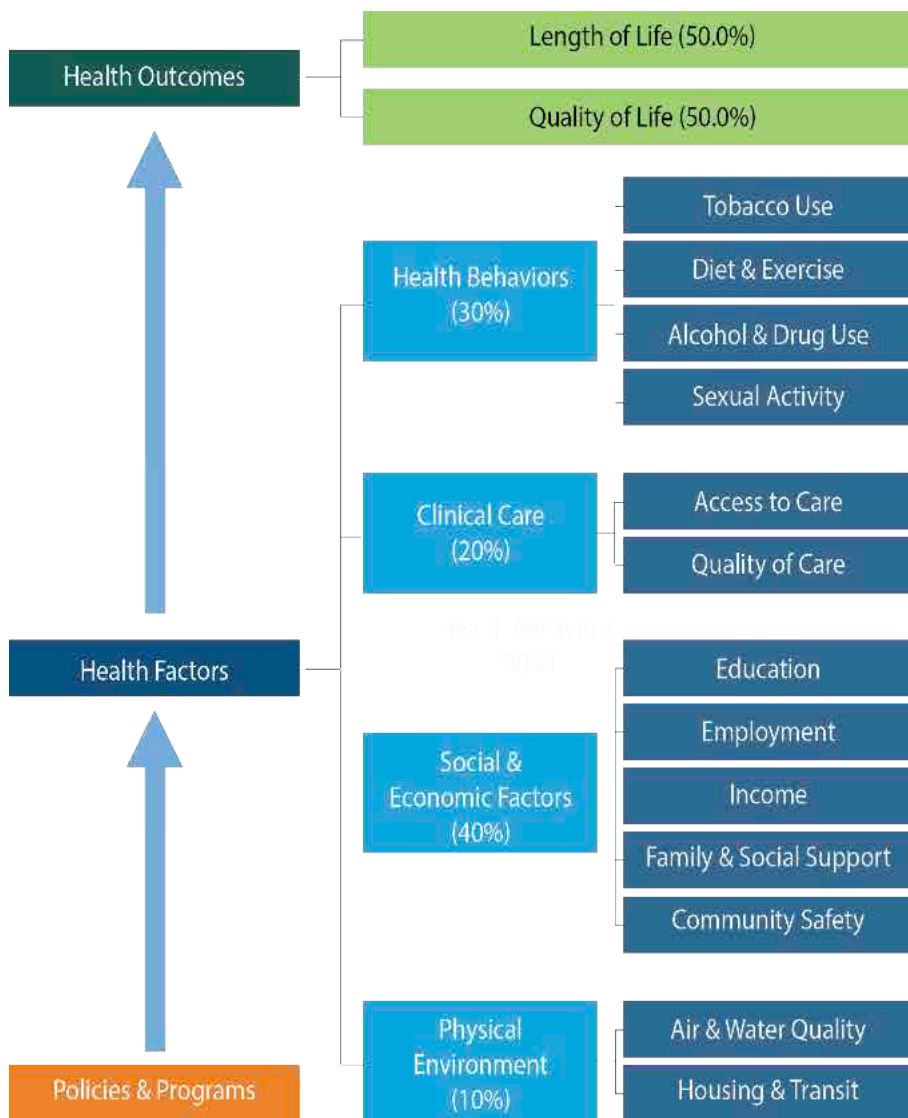 Health Outcomes
Length of Life (50.0%)
Quality of Life (50.0%)
Health Behaviors
(30%)
Tobacco Use
Diet & Exercise
Alcohol & Drug Use
Sexual Activity
Clinical Care
(20%)
Access to Care
Quality of Care
Health Behaviors
(30%)
Health Factors
Social &
Economic Factors
(40%)
Education
Employment
Income
Family & Social Support
Community Safety
Physical
Environment
(10%)
Air & Water Quality
Housing & Transit
Policies & Programs